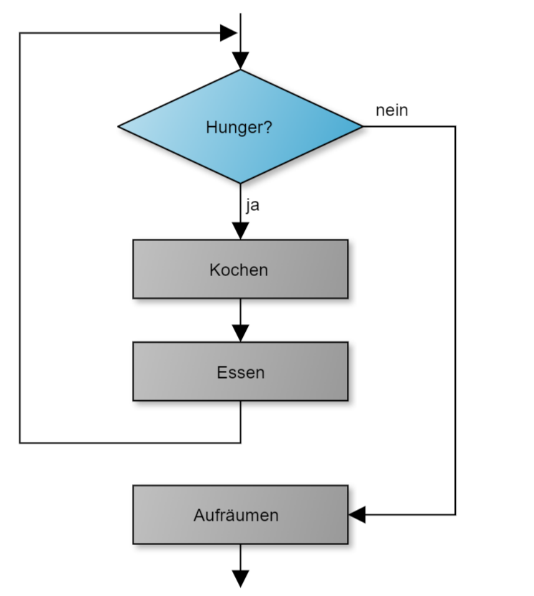 Hunger?
nein
ja
Kochen
Essen
Aufräumen